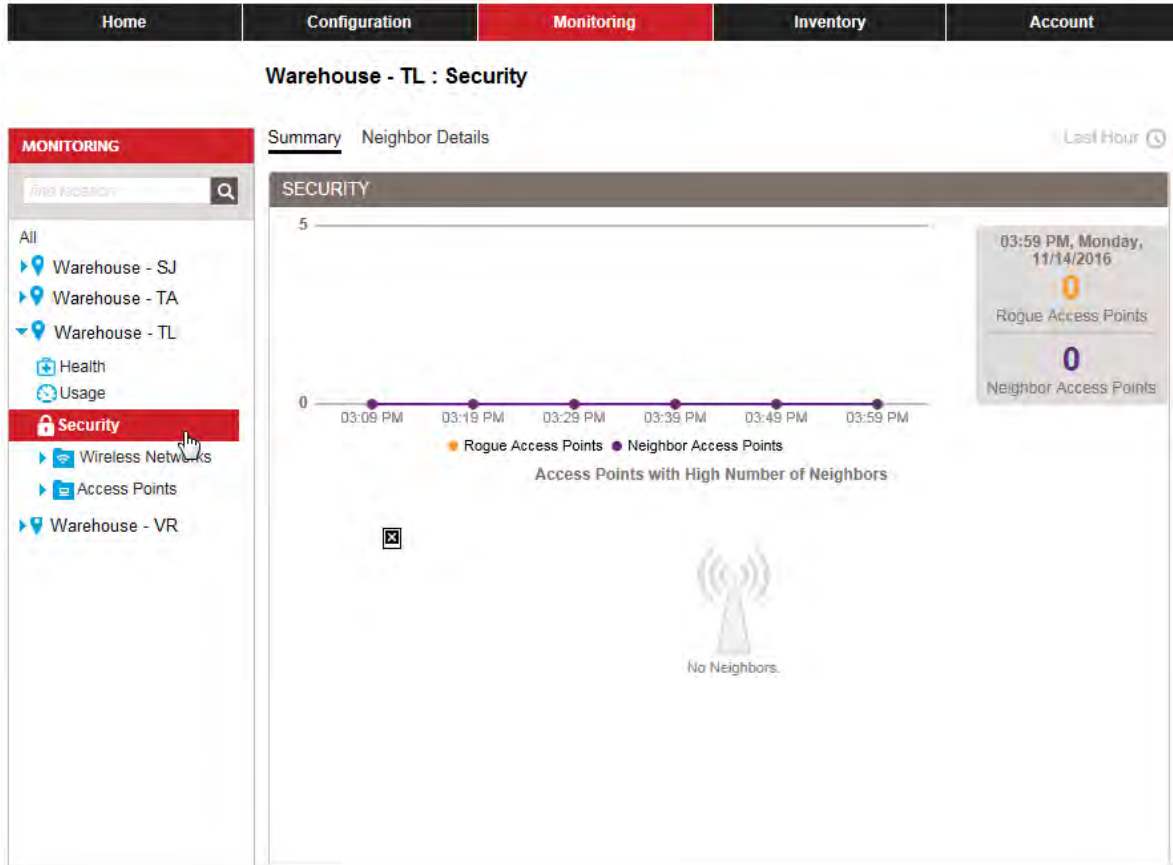 Home Configuration Monitoring Inventory Account
Warehouse - TL : Security
MONITORING
Summary Neighbor Details
Last Hour
find location
SECURITY
All
Warehouse - SJ
Warehouse - TA
Warehouse - TL
Health
Usage
Security
Wireless Networks
Access Points
Warehouse - VR
5
0
03:09 PM 03:19 PM 03:29 PM 03:39 PM 03:49 PM 03:59 PM
Rogue Access Points Neighbor Access Points
03:59 PM, Monday,
11/14/2016
0
Rogue Access Points
0
Neighbor Access Points
Access Points with High Number of Neighbors
No Neighbors.